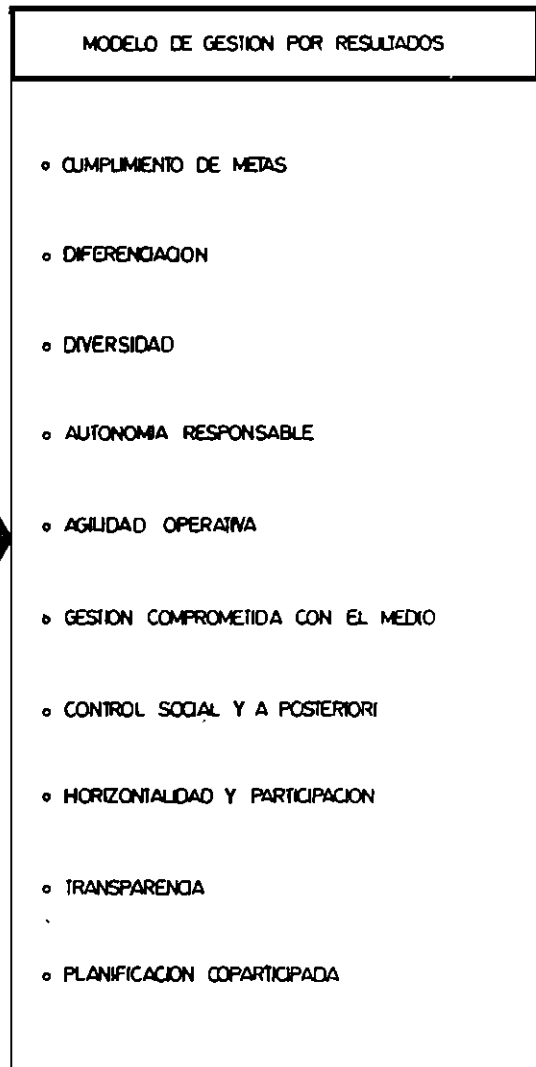 MODELO DE GESTION POR RESULTADOS
CUMPLIMIENTO DE METAS
DIFERENCIACION
DIVERSIDAD
AUTONOMIA RESPONSABLE
AGILIDAD OPERATIVA
GESTION COMPROMETIDA CON EL MEDIO
CONTROL SOCIAL Y A POSTERIORI
HORIZONTALIDAD Y PARTICIPACION
TRANSPARENCIA
PLANIFICACION COPARTICIPADA